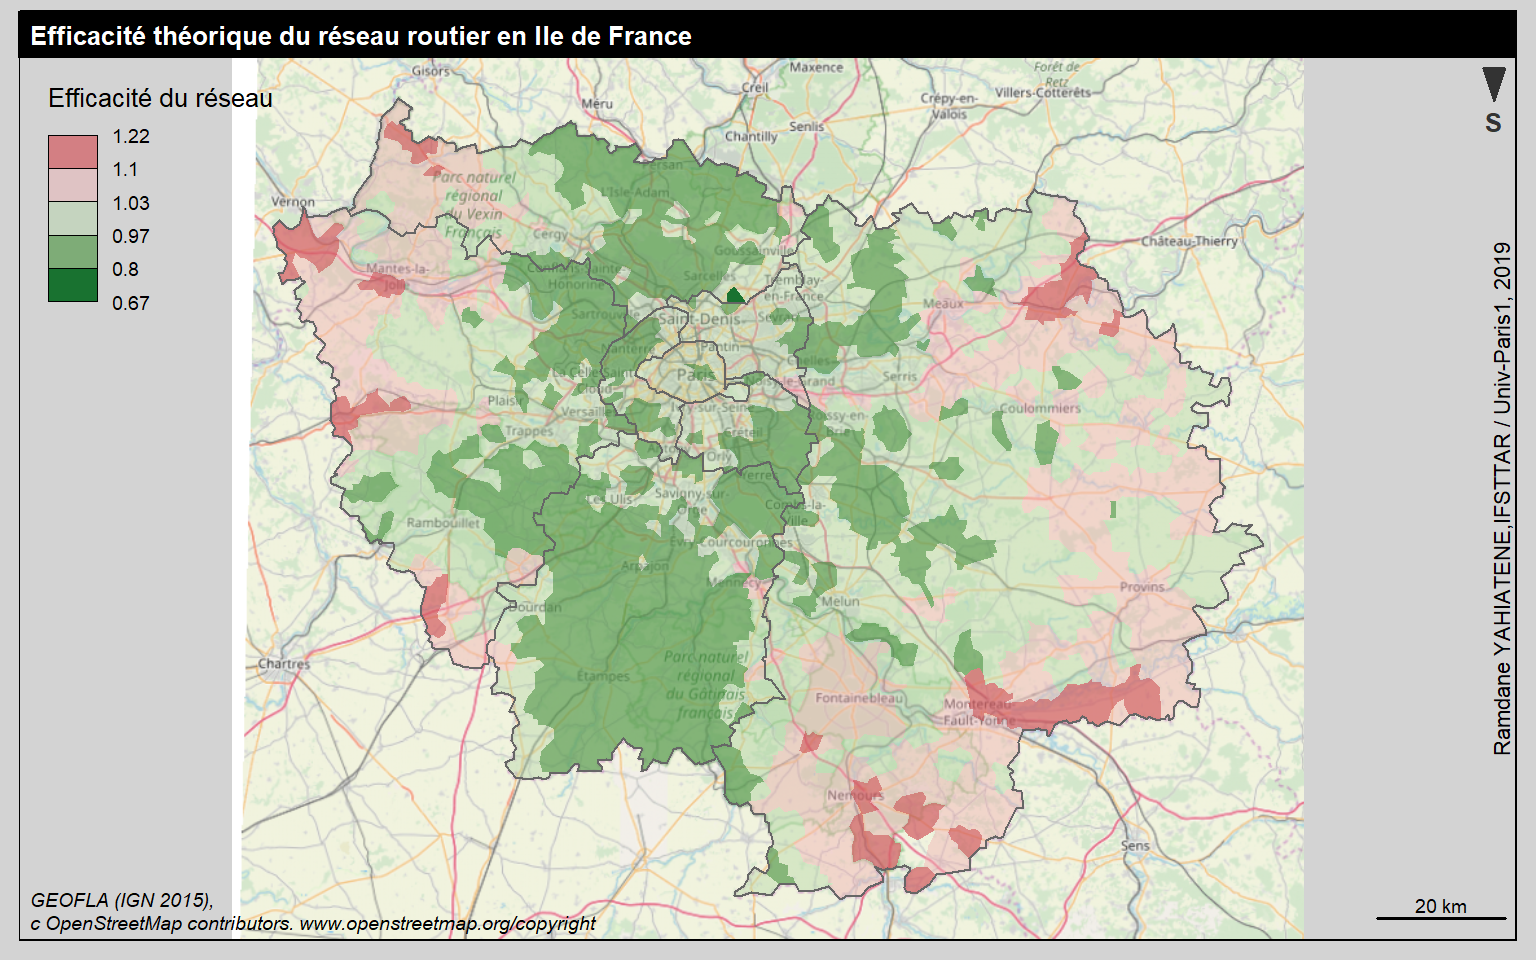 Efficacité théorique du réseau routier en Ile de France
Efficacité du réseau
1.22
1.1
1.03
0.97
0.8
0.67
S
Ramdane YAHIATENE,IFSTTAR / Univ-Paris1, 2019
Gisors
Méru
Creil
Maxence
Forêt de
Retz
Villers-Cotterêts
Crépy-en-
Valois
Chantilly
Senlis
Persan
L'Isle-Adam
Parc naturel
régional
du Vexin
Français
Vernon
Cergy
Goussainville
Château-Thierry
Mantes-la-
Jolie
Conflans-Sainte-
Honorine
Sarcelles
Tremblay-
en-France
Meaux
Sartrouville
Saint-Denis
Sevran
Nanterre
Pantin
Chelles
La Celle-Saint-
Cloud
Paris
Noisy-le-Grand
Serris
Plaisir
Versailles
Ivry-sur-Seine
Roissy-en-
Brie
Coulommiers
Trappes
Créteil
Antony
Orly
Yerres
Les Ulis
Savigny-sur-
Orge
Combs-la-
Ville
Rambouillet
Évry-Courcouronnes
Arpajon
Mennecy
Provins
Dourdan
Melun
Chartres
Étampes
Parc naturel
régional
du Gâtinais
français
Fontainebleau
Montereau-
Fault-Yonne
Nemours
Sens
GEOFLA (IGN 2015),
c OpenStreetMap contributors. www.openstreetmap.org/copyright
20 km